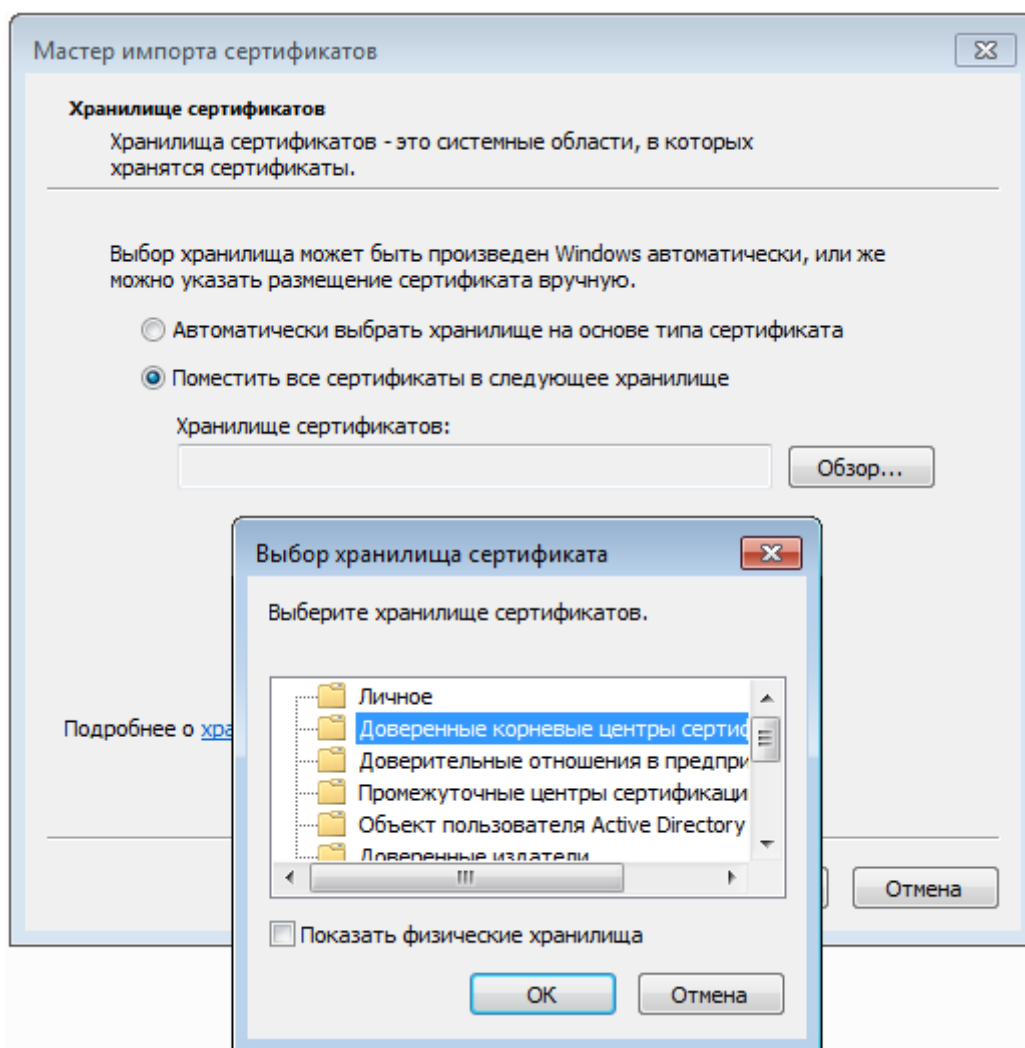 Мастер импорта сертификатов
Хранилище сертификатов
Хранилища сертификатов - это системные области, в которых
хранятся сертификаты.
Выбор хранилища может быть произведен Windows автоматически, или же
можно указать размещение сертификата вручную.
Автоматически выбрать хранилище на основе типа сертификата
Поместить все сертификаты в следующее хранилище
Хранилище сертификатов:
Обзор...
Выбор хранилища сертификата
Выберите хранилище сертификатов.
Личное
Доверенные корневые центры сертиф
Доверительные отношения в предпри
Промежуточные центры сертификаци
Объект пользователя Active Directory
Доверенные издатели
Подробнее о хра
Отмена
Показать физические хранилища
ОК
Отмена